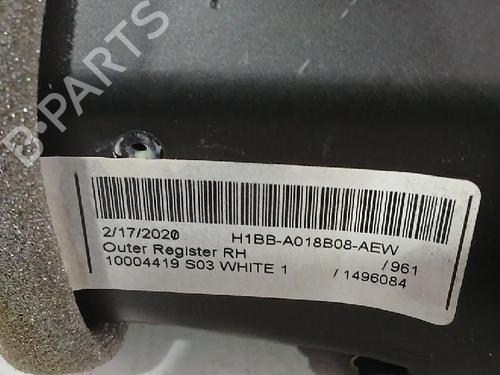 B-PARTS
2/17/2020 H1BB-A018B08-AEW
Outer Register RH / 961
10004419 S03 WHITE 1 / 1496084